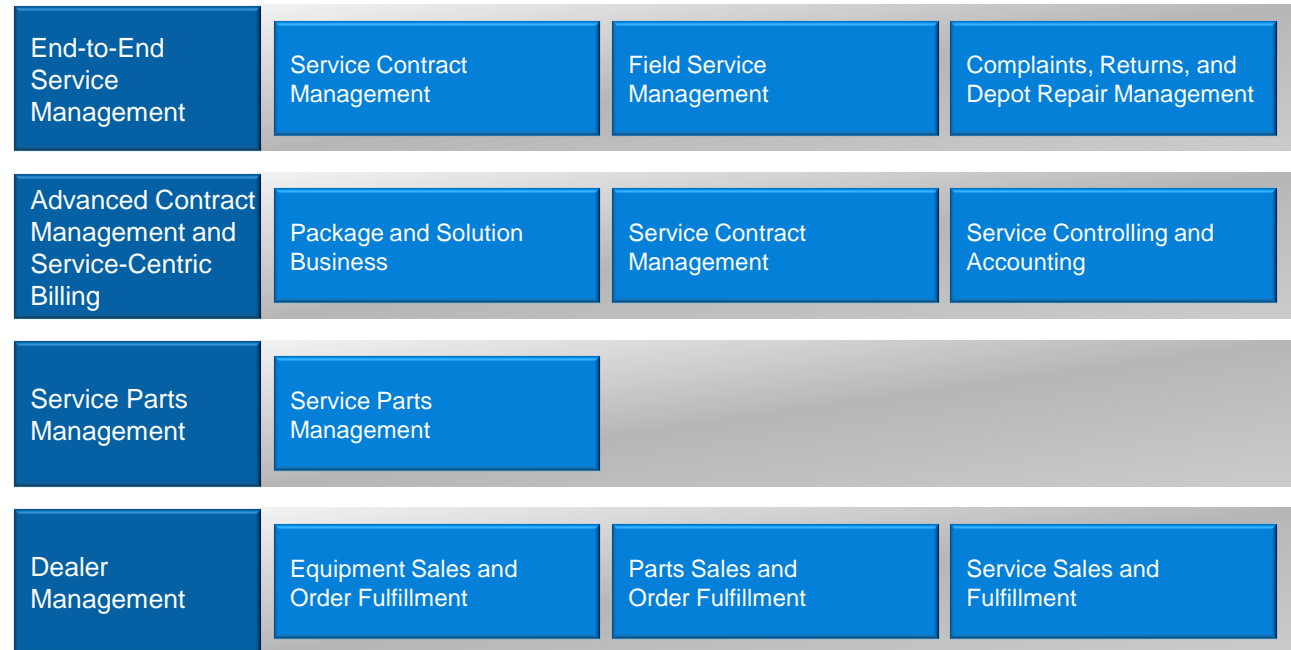 End-to-End
Service
Management
Service Contract
Management
Field Service
Management
Complaints, Returns, and
Depot Repair Management
Advanced Contract
Management and
Service-Centric
Billing
Package and Solution
Business
Service Contract
Management
Service Controlling and
Accounting
Service Parts
Management
Service Parts
Management
Dealer
Management
Equipment Sales and
Order Fulfillment
Parts Sales and
Order Fulfillment
Service Sales and
Fulfillment